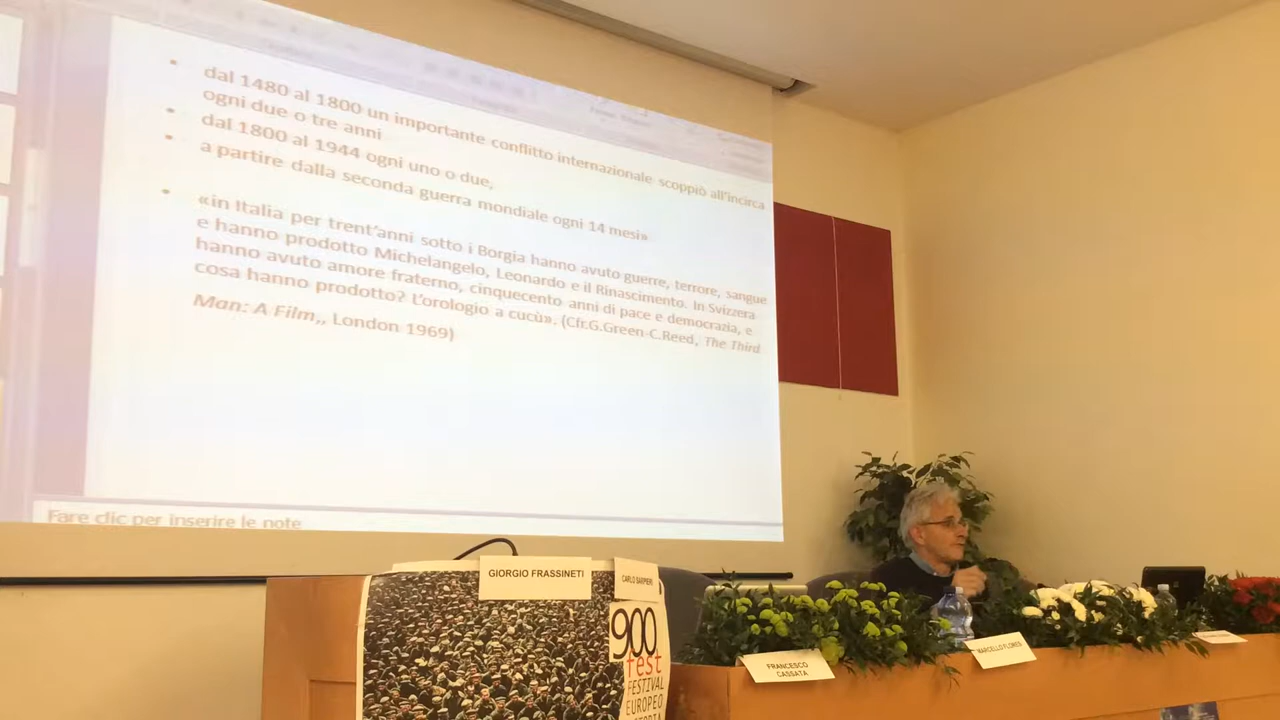 dal 1480 al 1800 un importante conflitto internazionale scoppiò all'incirca
ogni due o tre anni
dal 1800 al 1944 ogni uno o due,
a partire dalla seconda guerra mondiale ogni 14 mesi»
«in Italia per trent'anni sotto i Borgia hanno avuto guerre, terrore, sangue
e hanno prodotto Michelangelo, Leonardo e il Rinascimento. In Svizzera
hanno avuto amore fraterno, cinquecento anni di pace e democrazia, e
cosa hanno prodotto? L'orologio a cucù». (Cfr.G.Green-C.Reed, The Third
Man: A Film,, London 1969)
Fare clic per inserire le note
GIORGIO FRASSINETI
CARLO SARPIERI
900
fest
FESTIVAL
EUROPEO
FRANCESCO
CASSATA
MARCELLO FLORES